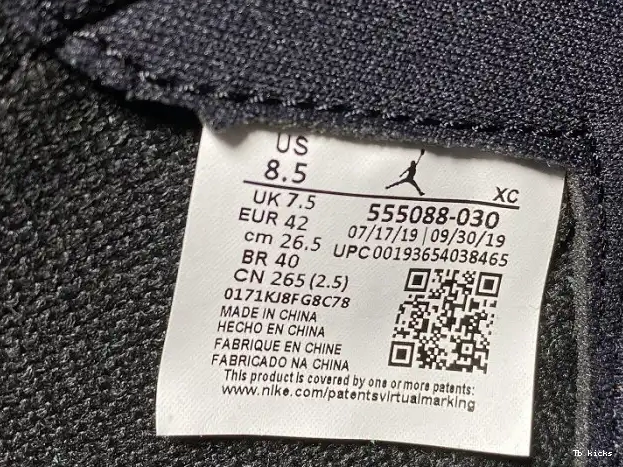 US
8.5
XC
UK 7.5
EUR 42
cm 26.5
BR 40
CN 265 (2.5)
0171KJ8FG8C78
555088-030
07/17/19 | 09/30/19
UPC00193654038465
MADE IN CHINA
HECHO EN CHINA
FABRIQUE EN CHINE
FABRICADO NA CHINA
This product is covered by one or more patents:
www.nike.com/patentsvirtualmarking
Tb kicks